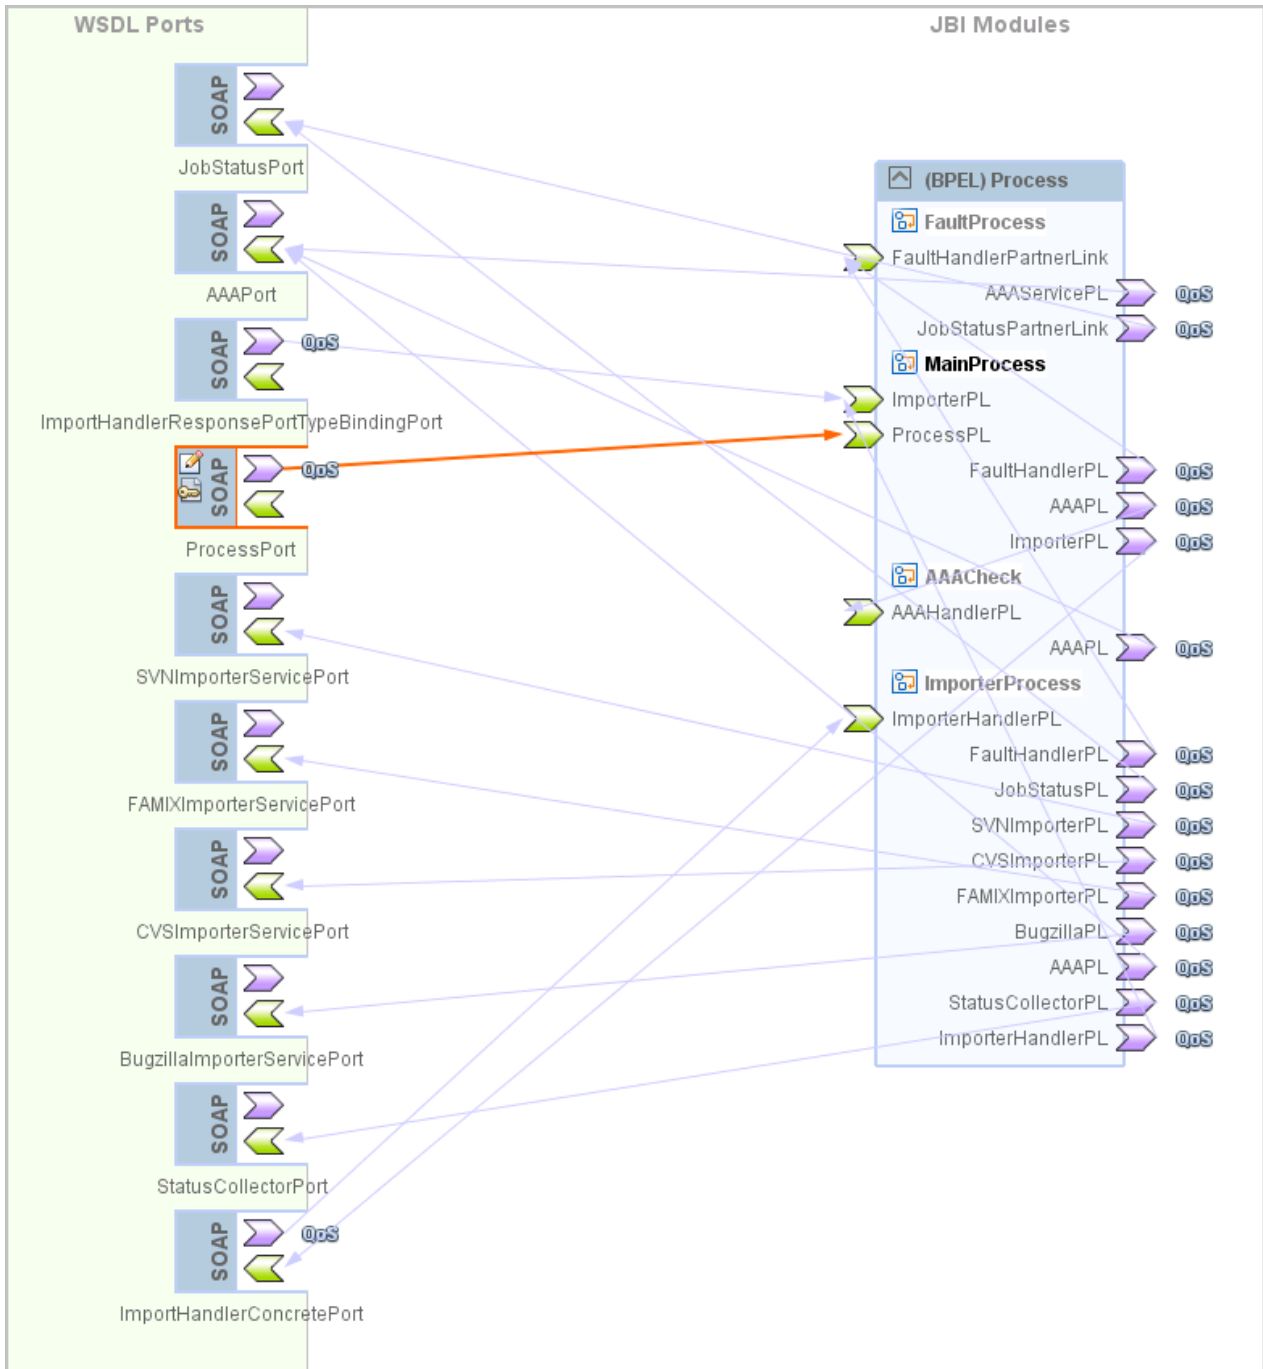 WSDL Ports
SOAP
JobStatusPort
SOAP
AAAPort
SOAP
QoS
ImportHandlerResponsePortTypeBindingPort
SOAP
QoS
ProcessPort
SOAP
SVNImporterServicePort
SOAP
FAMIXImporterServicePort
SOAP
CVSImporterServicePort
SOAP
BugzillaImporterServicePort
SOAP
StatusCollectorPort
SOAP
QoS
ImportHandlerConcretePort
JBI Modules
(BPEL) Process
FaultProcess
FaultHandlerPartnerLink
AAAServicePL QoS
JobStatusPartnerLink QoS
MainProcess
ImporterPL
ProcessPL
FaultHandlerPL QoS
AAAPL QoS
ImporterPL QoS
AAACheck
AAAHandlerPL
AAAPL QoS
ImporterProcess
ImporterHandlerPL
FaultHandlerPL QoS
JobStatusPL QoS
SVNImporterPL QoS
CVSImporterPL QoS
FAMIXImporterPL QoS
BugzillaPL QoS
AAAPL QoS
StatusCollectorPL QoS
ImporterHandlerPL QoS